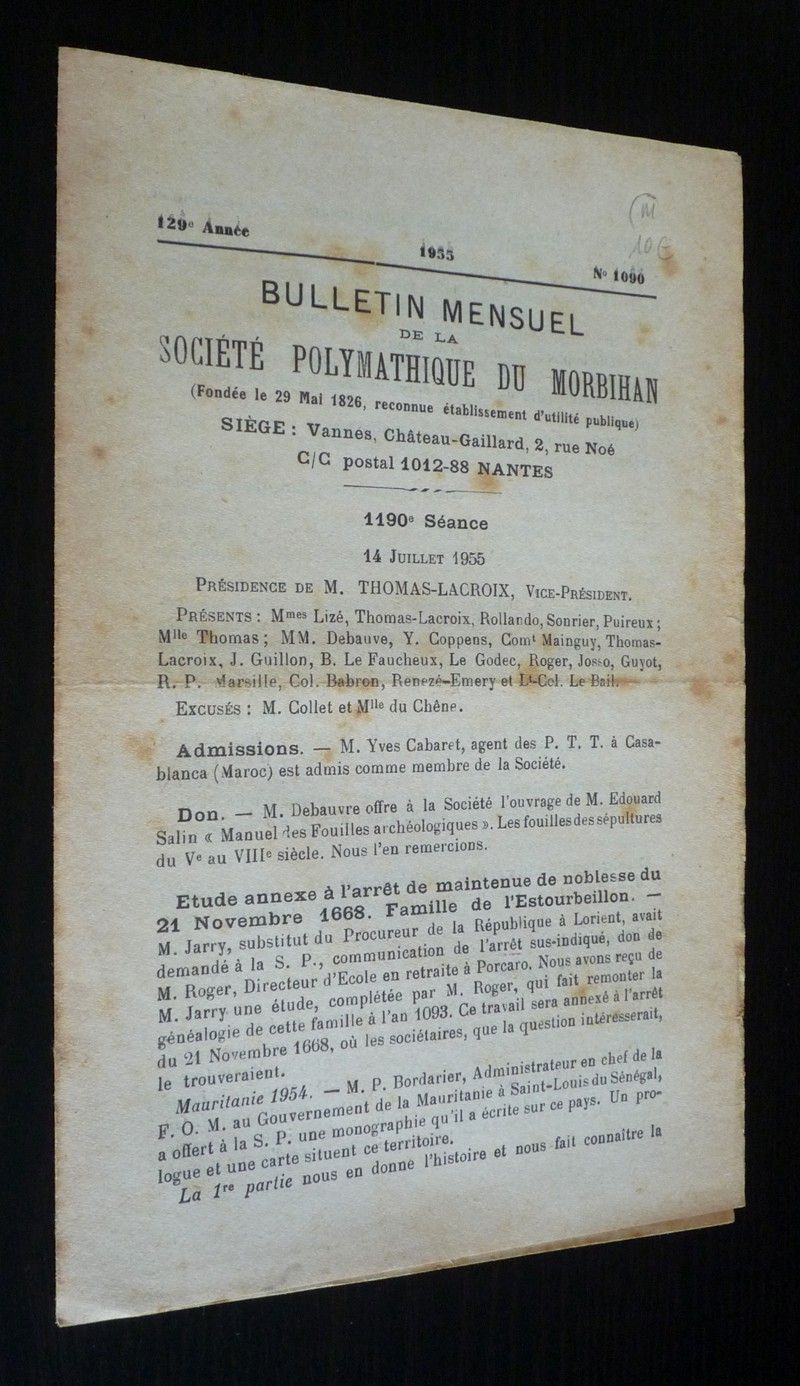 (M
10€
129e Année
1955
N° 1090
BULLETIN MENSUEL
DE LA
SOCIÉTÉ POLYMATHIQUE DU MORBIHAN
(Fondée le 29 Mai 1826, reconnue établissement d'utilité publique)
SIÈGE : Vannes, Château-Gaillard, 2, rue Noé
C/C postal 1012-88 NANTES
1190e Séance
14 JUILLET 1955
PRÉSIDENCE DE M. THOMAS-LACROIX, VICE-PRÉSIDENT.
PRÉSENTS : Mmes Lizé, Thomas-Lacroix, Rollando, Sonrier, Puireux ;
Mlle Thomas ; MM. Debauve, Y. Coppens, Comt Mainguy, Thomas-
Lacroix, J. Guillon, B. Le Faucheux, Le Godec, Roger, Josso, Guyot,
R. P. Marsille, Col. Babron, Renezé-Emery et Lt-Col. Le Bail.
EXCUSÉS : M. Collet et Mlle du Chêne.
Admissions. — M. Yves Cabaret, agent des P. T. T. à Casa-
blanca (Maroc) est admis comme membre de la Société.
Don. — M. Debauvre offre à la Société l'ouvrage de M. Edouard
Salin « Manuel des Fouilles archéologiques ». Les fouilles des sépultures
du Ve au VIIIe siècle. Nous l'en remercions.
Etude annexe à l'arrêt de maintenue de noblesse du
21 Novembre 1668. Famille de l'Estourbeillon. —
M. Jarry, substitut du Procureur de la République à Lorient, avait
demandé à la S. P., communication de l'arrêt sus-indiqué, don de
M. Roger, Directeur d'Ecole en retraite à Porcaro. Nous avons reçu de
M. Jarry une étude, complétée par M. Roger, qui fait remonter la
généalogie de cette famille à l'an 1093. Ce travail sera annexé à l'arrêt
du 21 Novembre 1668, où les sociétaires, que la question intéresserait,
le trouveraient.
Mauritanie 1954. — M. P. Bordarier, Administrateur en chef de la
F. O. M. au Gouvernement de la Mauritanie à Saint-Louis du Sénégal,
a offert à la S. P. une monographie qu'il a écrite sur ce pays. Un pro-
logue et une carte situent ce territoire.
La 1re partie nous en donne l'histoire et nous fait connaître la